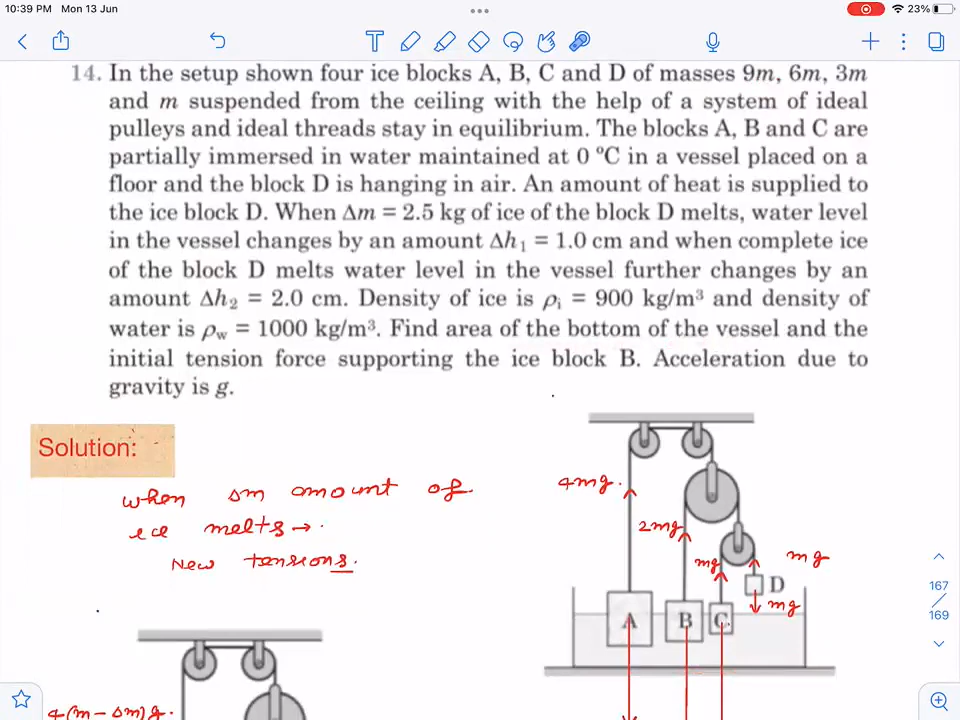 10:39 PM Mon 13 Jun
23%
14. In the setup shown four ice blocks A, B, C and D of masses 9m, 6m, 3m
and m suspended from the ceiling with the help of a system of ideal
pulleys and ideal threads stay in equilibrium. The blocks A, B and C are
partially immersed in water maintained at 0 ºC in a vessel placed on a
floor and the block D is hanging in air. An amount of heat is supplied to
the ice block D. When Δm = 2.5 kg of ice of the block D melts, water level
in the vessel changes by an amount Δh₁ = 1.0 cm and when complete ice
of the block D melts water level in the vessel further changes by an
amount Δh₂ = 2.0 cm. Density of ice is ρᵢ = 900 kg/m³ and density of
water is ρw = 1000 kg/m³. Find area of the bottom of the vessel and the
initial tension force supporting the ice block B. Acceleration due to
gravity is g.
Solution:
when Δm amount of
ice melts →
New tensions.
4mg
2mg
mg
mg
D
mg
A B C
167
169
4(m - Δm)g